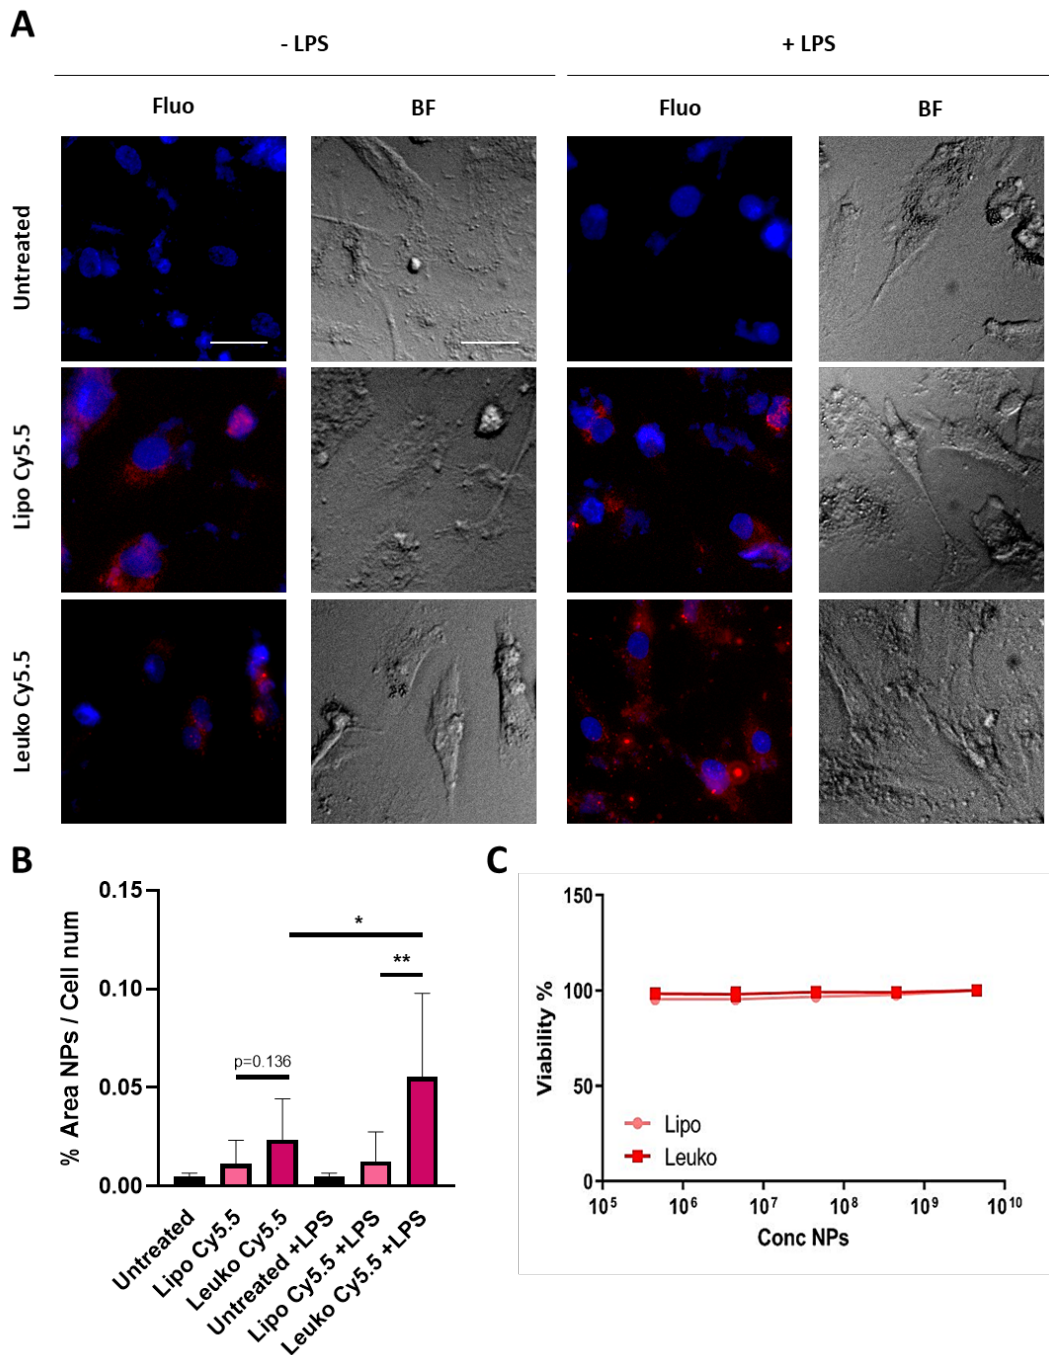 A
- LPS
+ LPS
Fluo
BF
Fluo
BF
Untreated
Lipo Cy5.5
Leuko Cy5.5
B
% Area NPs / Cell num
0.15
0.10
0.05
0.00
*
**
p=0.136
Untreated
Lipo Cy5.5
Leuko Cy5.5
Untreated +LPS
Lipo Cy5.5 +LPS
Leuko Cy5.5 +LPS
C
Viability %
150
100
50
0
Lipo
Leuko
10⁵
10⁶
10⁷
10⁸
10⁹
10¹⁰
Conc NPs